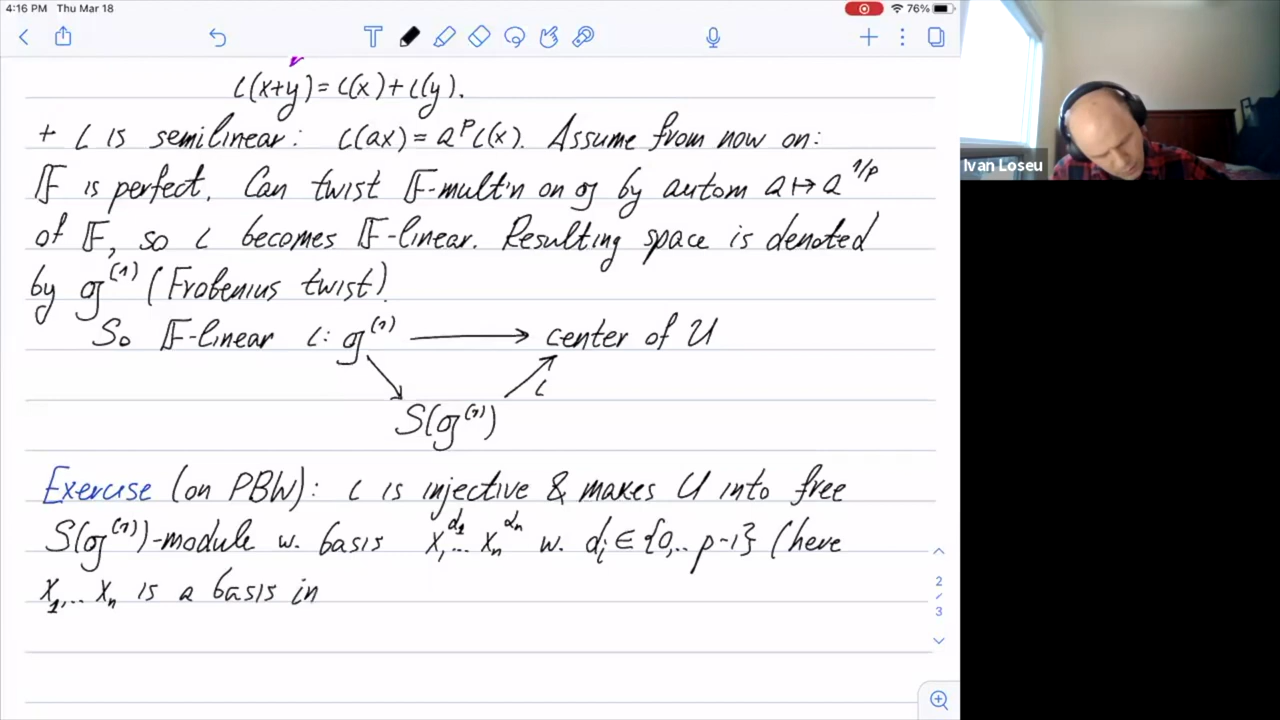 4:16 PM Thu Mar 18
76%
Ivan Loseu
ι(x+y)=ι(x)+ι(y).
+ ι is semilinear: ι(ax)=a^p ι(x). Assume from now on:
𝔽 is perfect. Can twist 𝔽-mult'n on 𝔤 by autom a↦a^{1/p}
of 𝔽, so ι becomes 𝔽-linear. Resulting space is denoted
by 𝔤^{(1)} (Frobenius twist).
So 𝔽-linear ι: 𝔤^{(1)} ⟶ center of U
ι
S(𝔤^{(1)})
Exercise (on PBW): ι is injective & makes U into free
S(𝔤^{(1)})-module w. basis x_1^{d_1}...x_n^{d_n} w. d_i∈{0,..p-1} (here
x_1,...x_n is a basis in
2
/
3